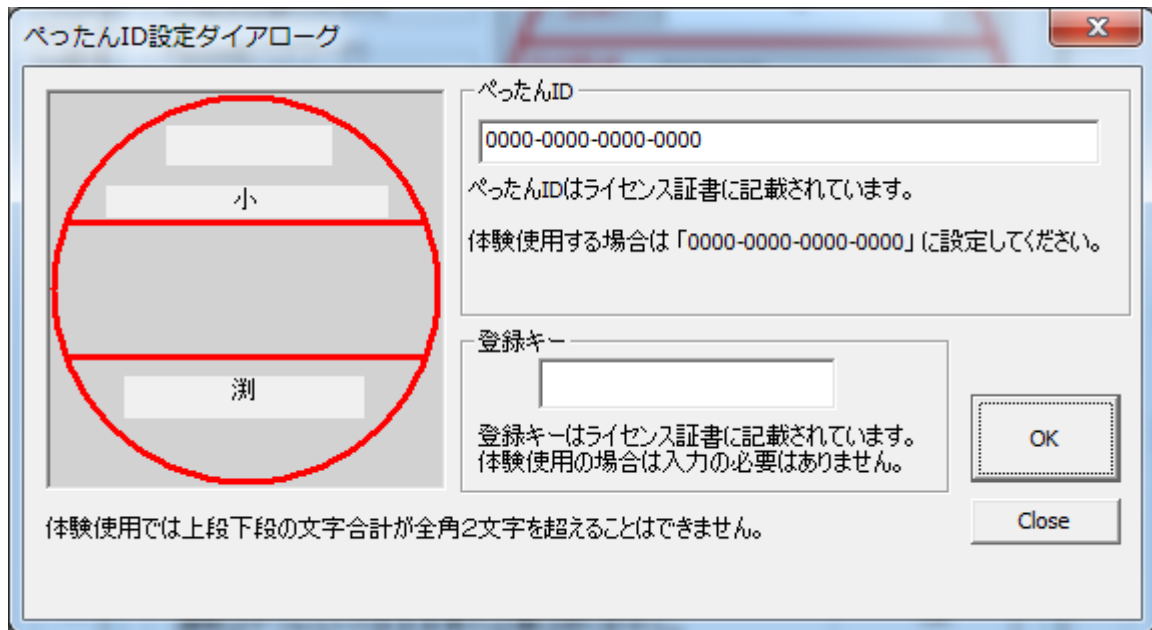 ぺったんID設定ダイアローグ
小
渕
ぺったんID
0000-0000-0000-0000
ぺったんIDはライセンス証書に記載されています。
体験使用する場合は「0000-0000-0000-0000」に設定してください。
登録キー
登録キーはライセンス証書に記載されています。
体験使用の場合は入力の必要はありません。
OK
Close
体験使用では上段下段の文字合計が全角2文字を超えることはできません。